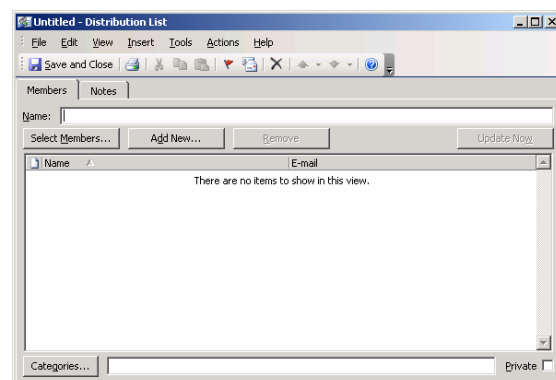 Untitled - Distribution List
File Edit View Insert Tools Actions Help
Save and Close
Members Notes
Name:
Select Members... Add New... Remove Update Now
Name E-mail
There are no items to show in this view.
Categories... Private